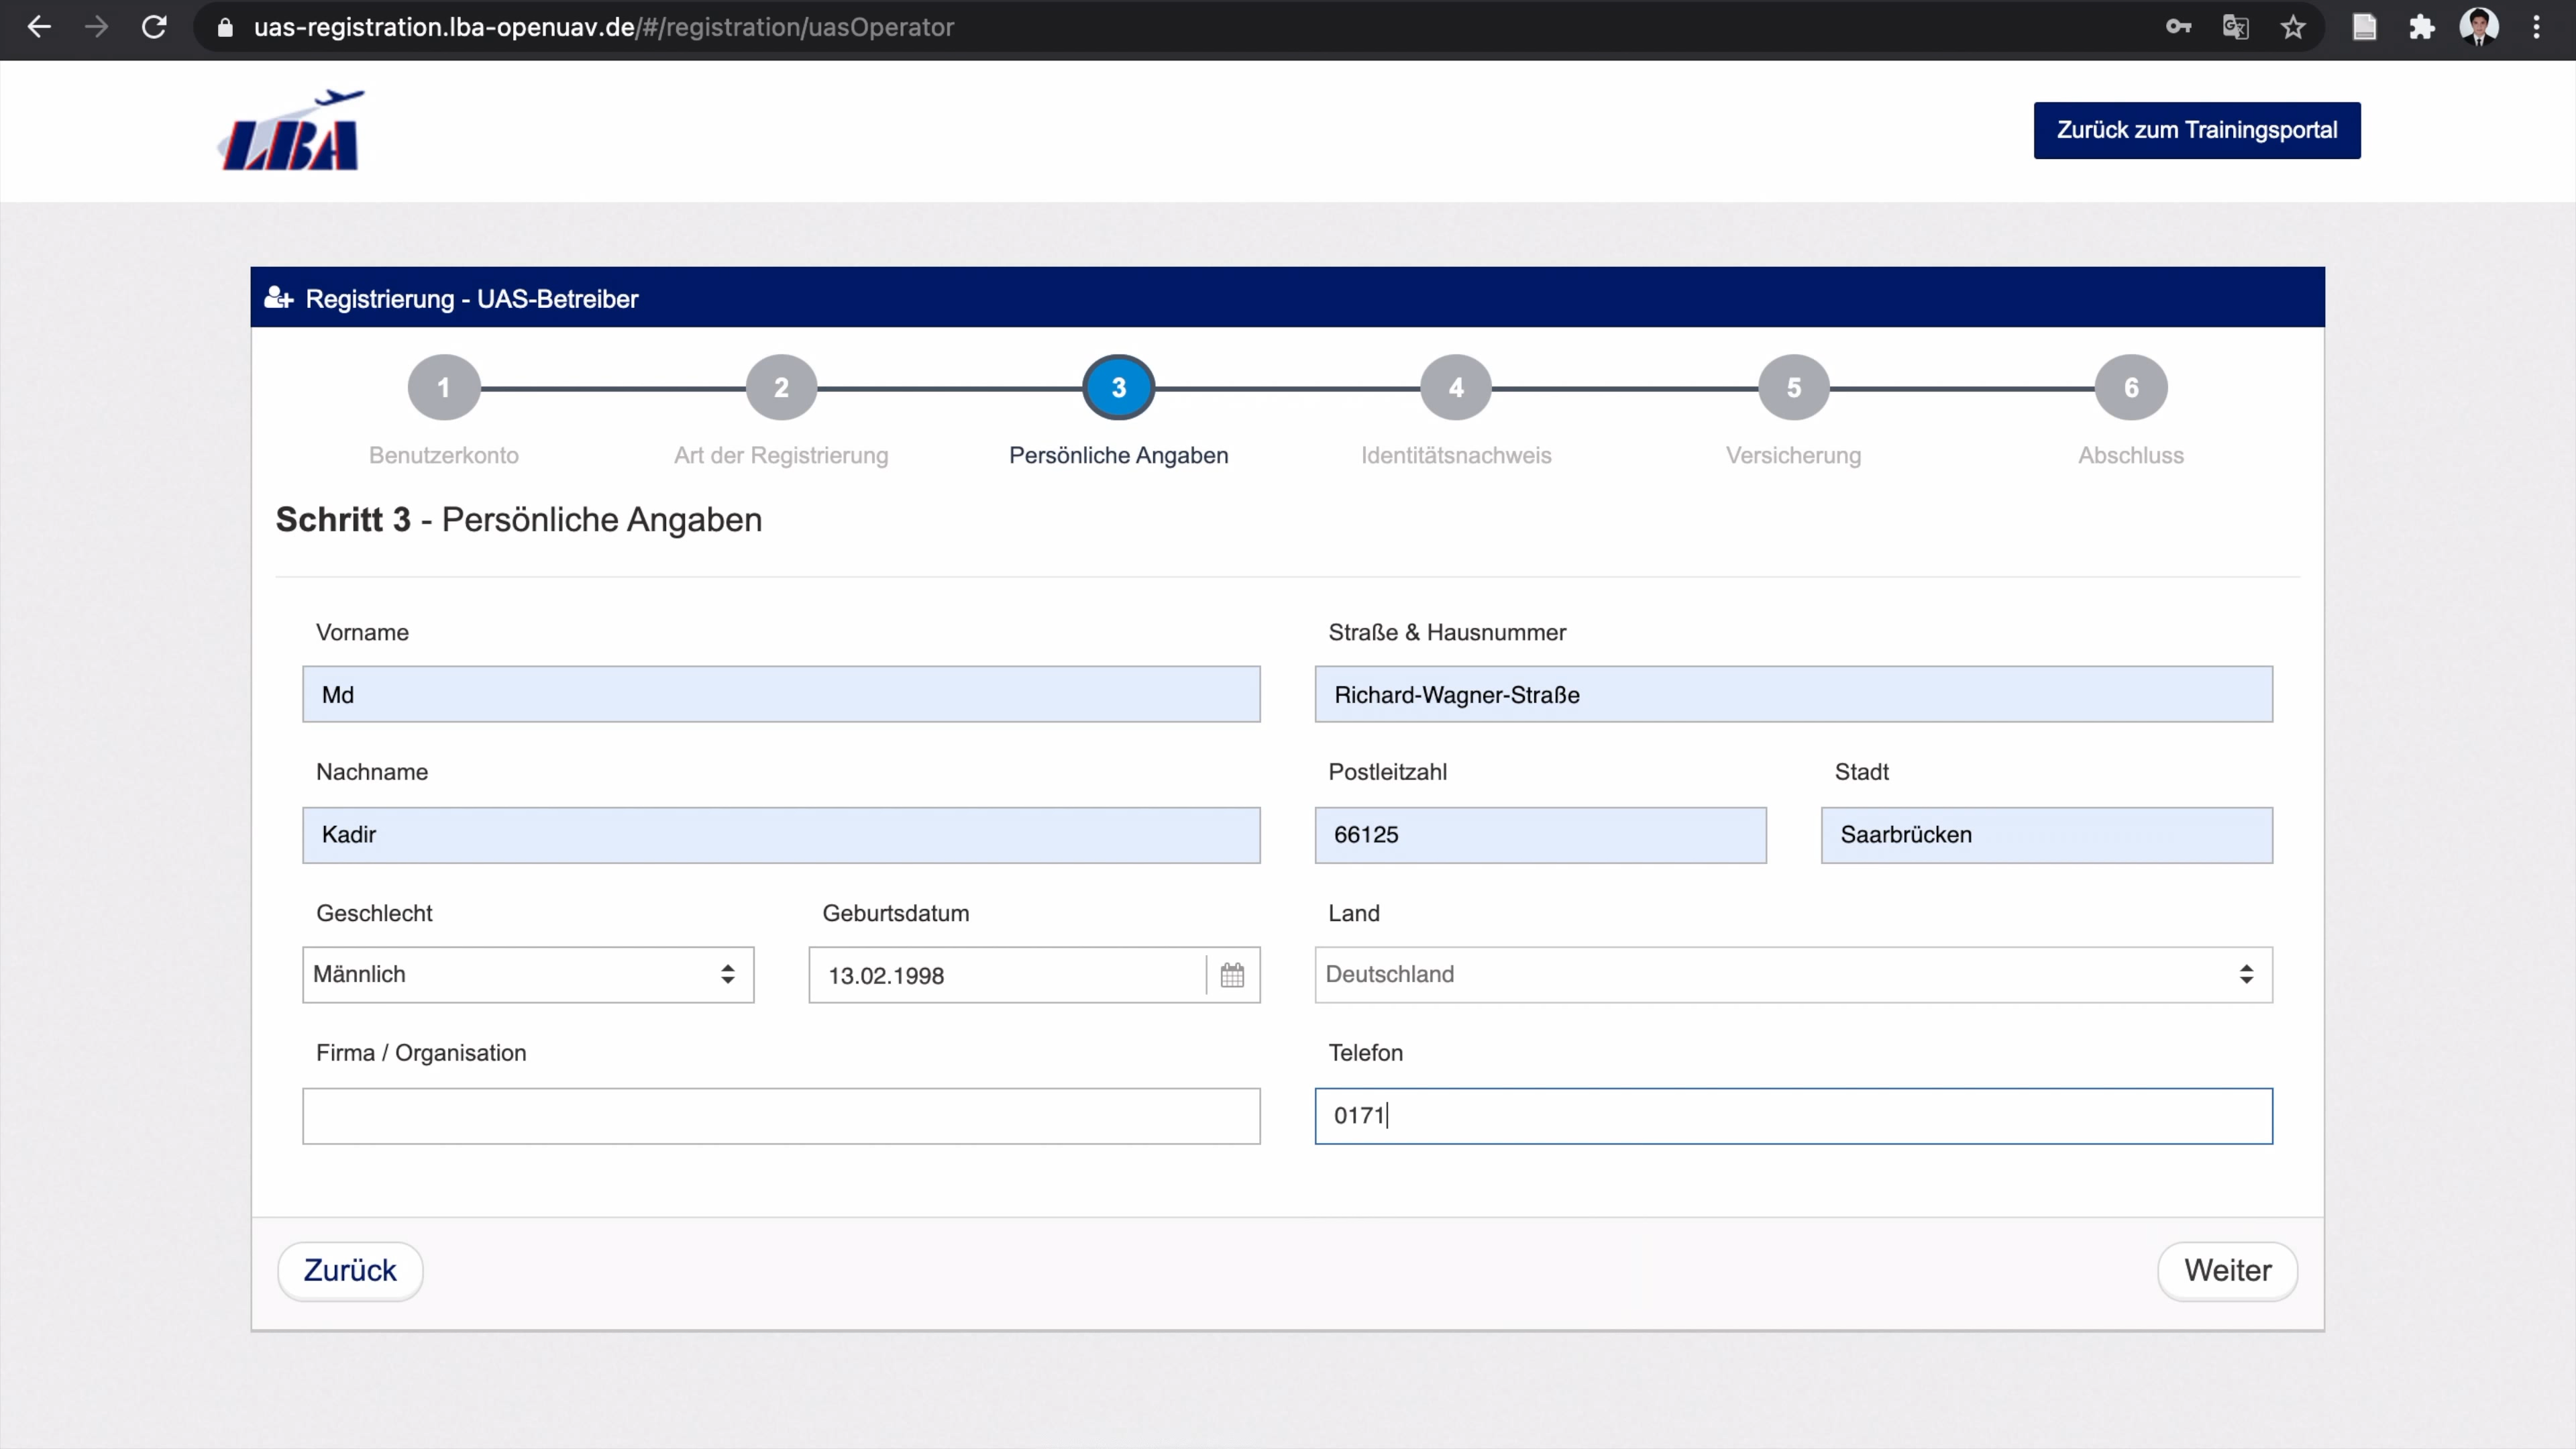 uas-registration.lba-openuav.de/#/registration/uasOperator
LBA
Zurück zum Trainingsportal
Registrierung - UAS-Betreiber
1 2 3 4 5 6
Benutzerkonto Art der Registrierung Persönliche Angaben Identitätsnachweis Versicherung Abschluss
Schritt 3 - Persönliche Angaben
Vorname
Md
Straße & Hausnummer
Richard-Wagner-Straße
Nachname
Kadir
Postleitzahl
66125
Stadt
Saarbrücken
Geschlecht
Männlich
Geburtsdatum
13.02.1998
Land
Deutschland
Firma / Organisation
Telefon
0171
Zurück
Weiter